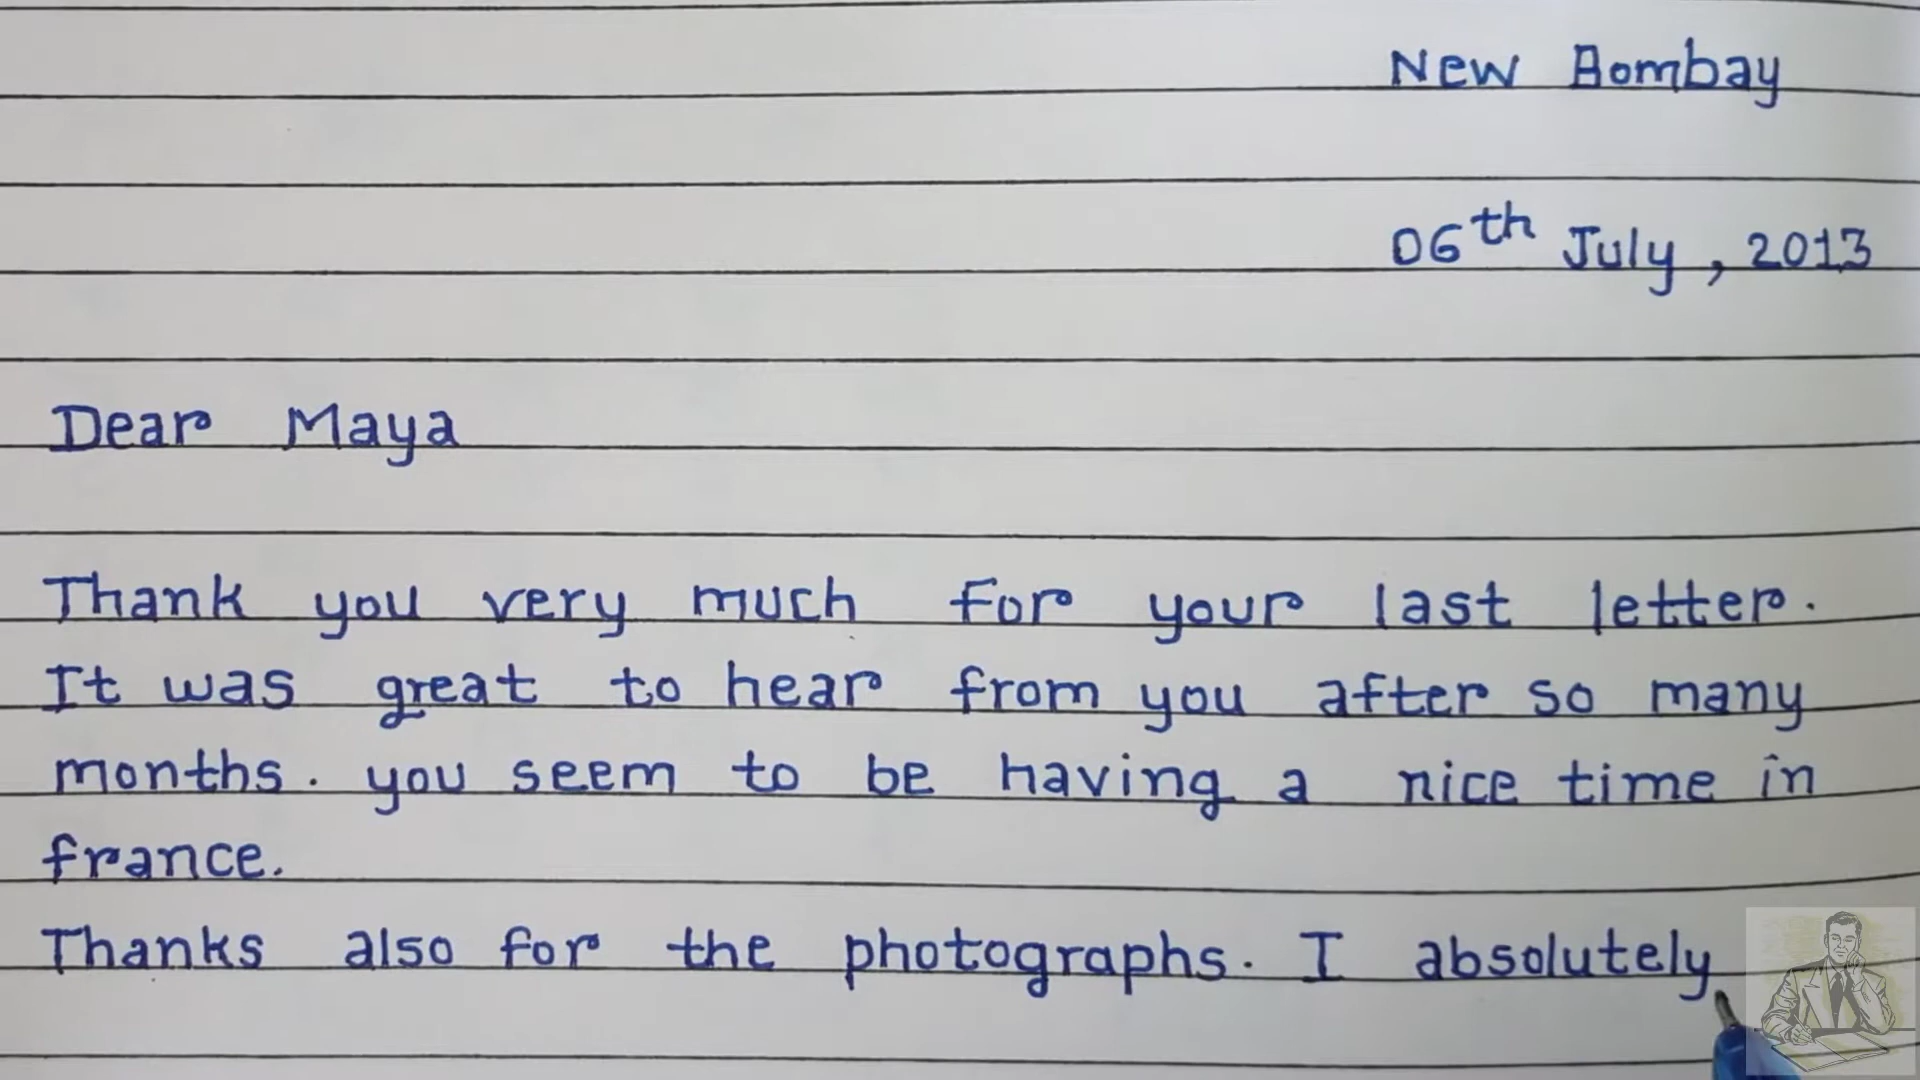 New Bombay
06th July, 2013
Dear Maya
Thank you very much for your last letter.
It was great to hear from you after so many
months. you seem to be having a nice time in
france.
Thanks also for the photographs. I absolutely